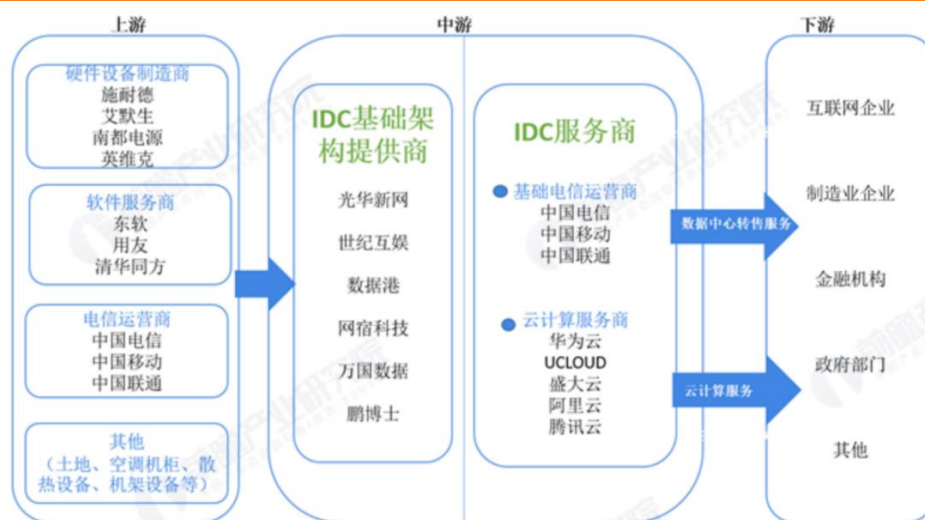 上游
硬件设备制造商
施耐德
艾默生
南都电源
英维克
软件服务商
东软
用友
清华同方
电信运营商
中国电信
中国移动
中国联通
其他
（土地、空调机柜、散
热设备、机架设备等）
中游
IDC基础架
构提供商
光华新网
世纪互娱
数据港
网宿科技
万国数据
鹏博士
IDC服务商
基础电信运营商
中国电信
中国移动
中国联通
云计算服务商
华为云
UCLOUD
盛大云
阿里云
腾讯云
数据中心转售服务
云计算服务
下游
互联网企业
制造业企业
金融机构
政府部门
其他
前瞻产业研究院